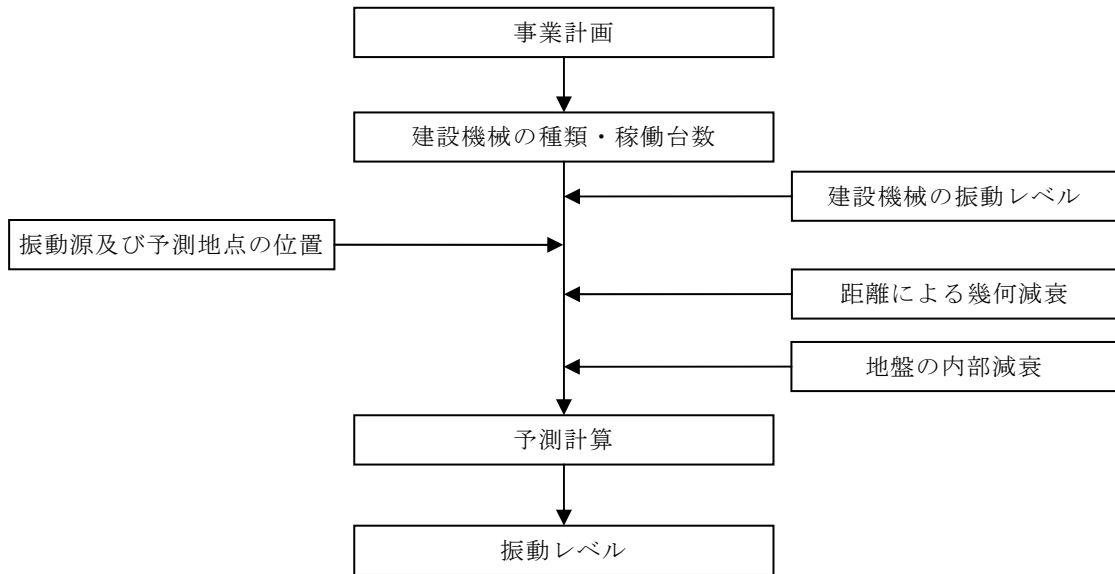 事業計画
建設機械の種類・稼働台数
建設機械の振動レベル
振動源及び予測地点の位置
距離による幾何減衰
地盤の内部減衰
予測計算
振動レベル